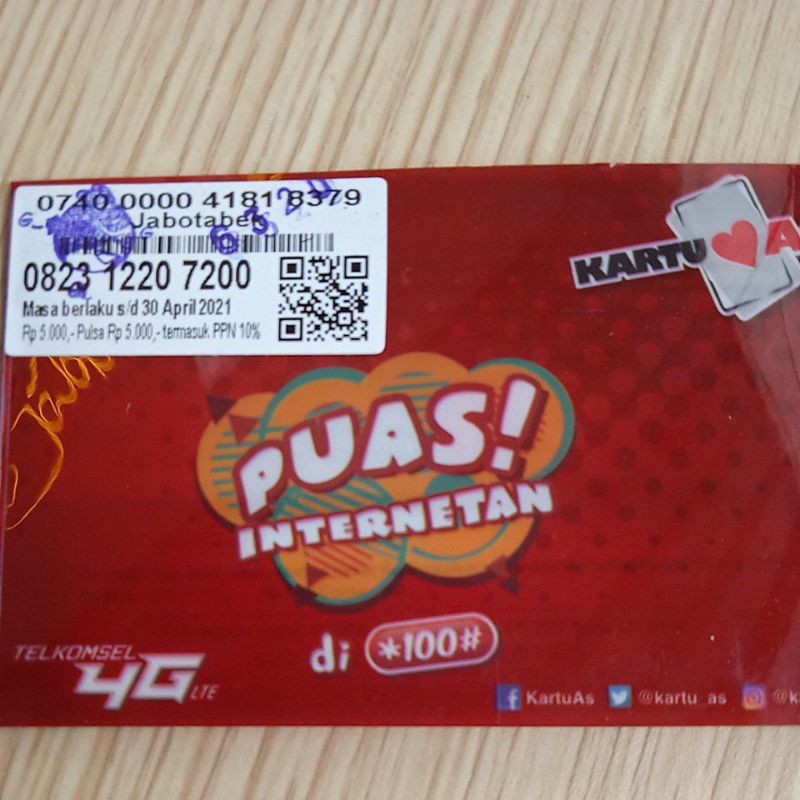 0740 0000 4181 8379
Jabotabek
0823 1220 7200
Masa berlaku s/d 30 April 2021
Rp 5.000,- Pulsa Rp 5.000,- termasuk PPN 10%
KARTU A
PUAS!
INTERNETAN
di *100#
TELKOMSEL
4G LTE
KartuAs @kartu_as @k